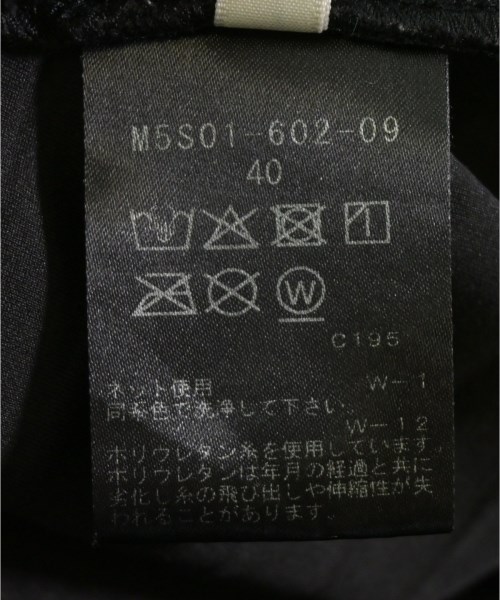 M5S01-602-09
40
W
C195
ネット使用 W-1
同系色で洗浄して下さい。
W-12
ポリウレタン糸を使用しています。
ポリウレタンは年月の経過と共に
劣化し糸の飛び出しや伸縮性が失
われることがあります。